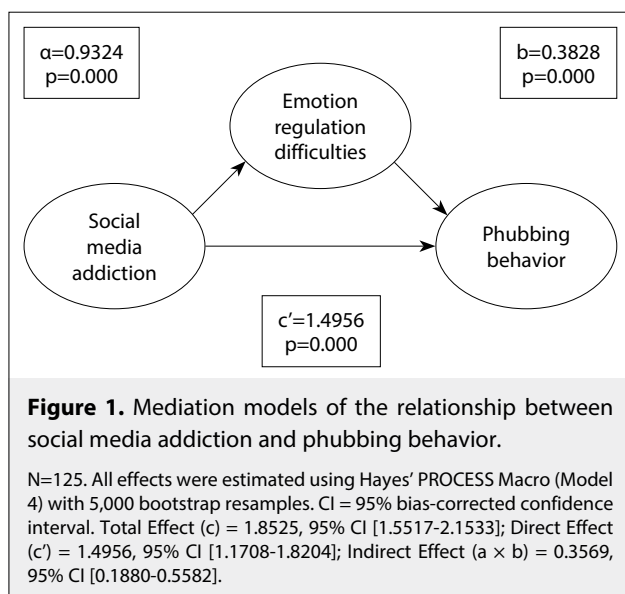 α=0.9324
p=0.000
b=0.3828
p=0.000
Emotion
regulation
difficulties
Social
media
addiction
Phubbing
behavior
c’=1.4956
p=0.000
Figure 1. Mediation models of the relationship between
social media addiction and phubbing behavior.
N=125. All effects were estimated using Hayes’ PROCESS Macro (Model
4) with 5,000 bootstrap resamples. CI = 95% bias-corrected confidence
interval. Total Effect (c) = 1.8525, 95% CI [1.5517-2.1533]; Direct Effect
(c’) = 1.4956, 95% CI [1.1708-1.8204]; Indirect Effect (a × b) = 0.3569,
95% CI [0.1880-0.5582].